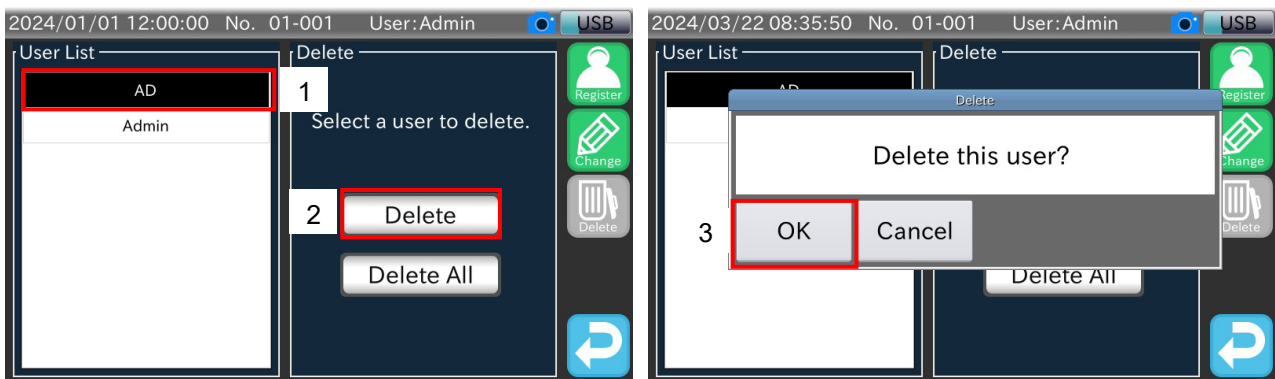 2024/01/01 12:00:00 No. 01-001 User:Admin USB
User List
AD
Admin
Delete
1
Select a user to delete.
2
Delete
Delete All
Register
Change
Delete
2024/03/22 08:35:50 No. 01-001 User:Admin USB
User List
AD
Delete
Delete
Delete this user?
3
OK
Cancel
Delete All
Register
Change
Delete